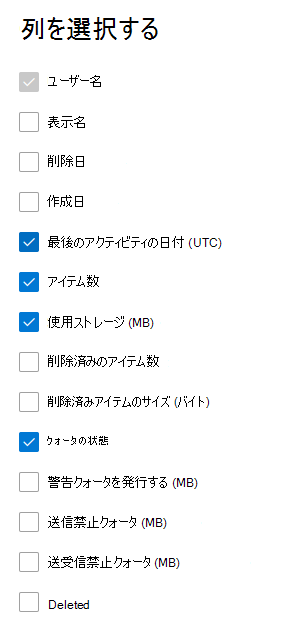 列を選択する
ユーザー名
表示名
削除日
作成日
最後のアクティビティの日付 (UTC)
アイテム数
使用ストレージ (MB)
削除済みのアイテム数
削除済みアイテムのサイズ (バイト)
クォータの状態
警告クォータを発行する (MB)
送信禁止クォータ (MB)
送受信禁止クォータ (MB)
Deleted